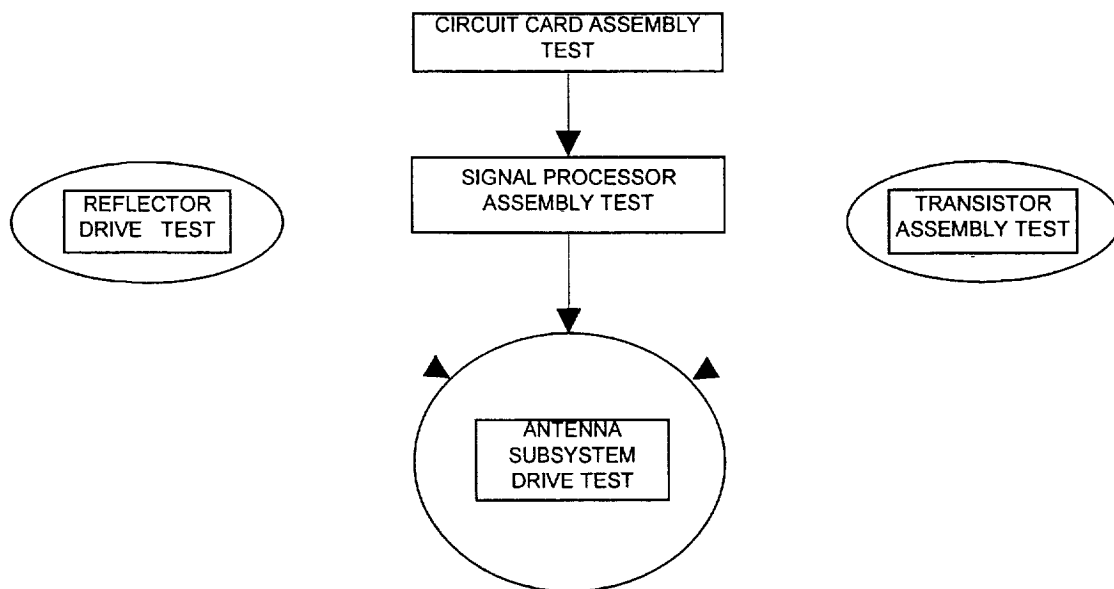 CIRCUIT CARD ASSEMBLY
TEST
SIGNAL PROCESSOR
ASSEMBLY TEST
REFLECTOR
DRIVE TEST
TRANSISTOR
ASSEMBLY TEST
ANTENNA
SUBSYSTEM
DRIVE TEST